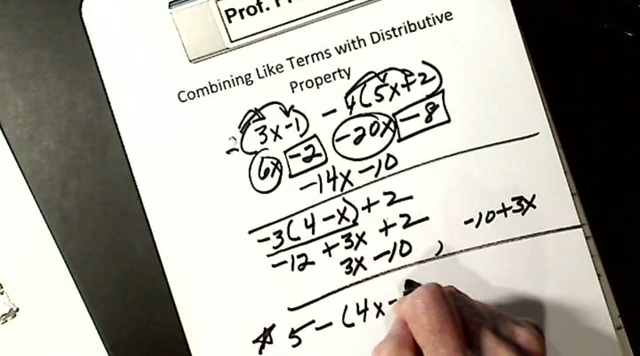 Prof.
Combining Like Terms with Distributive
Property
2(3x-1) - 4(5x+2)
6x -2 -20x -8
-14x -10
-3(4-x)+2
-12 +3x +2
3x -10 , -10+3x
* 5-(4x-